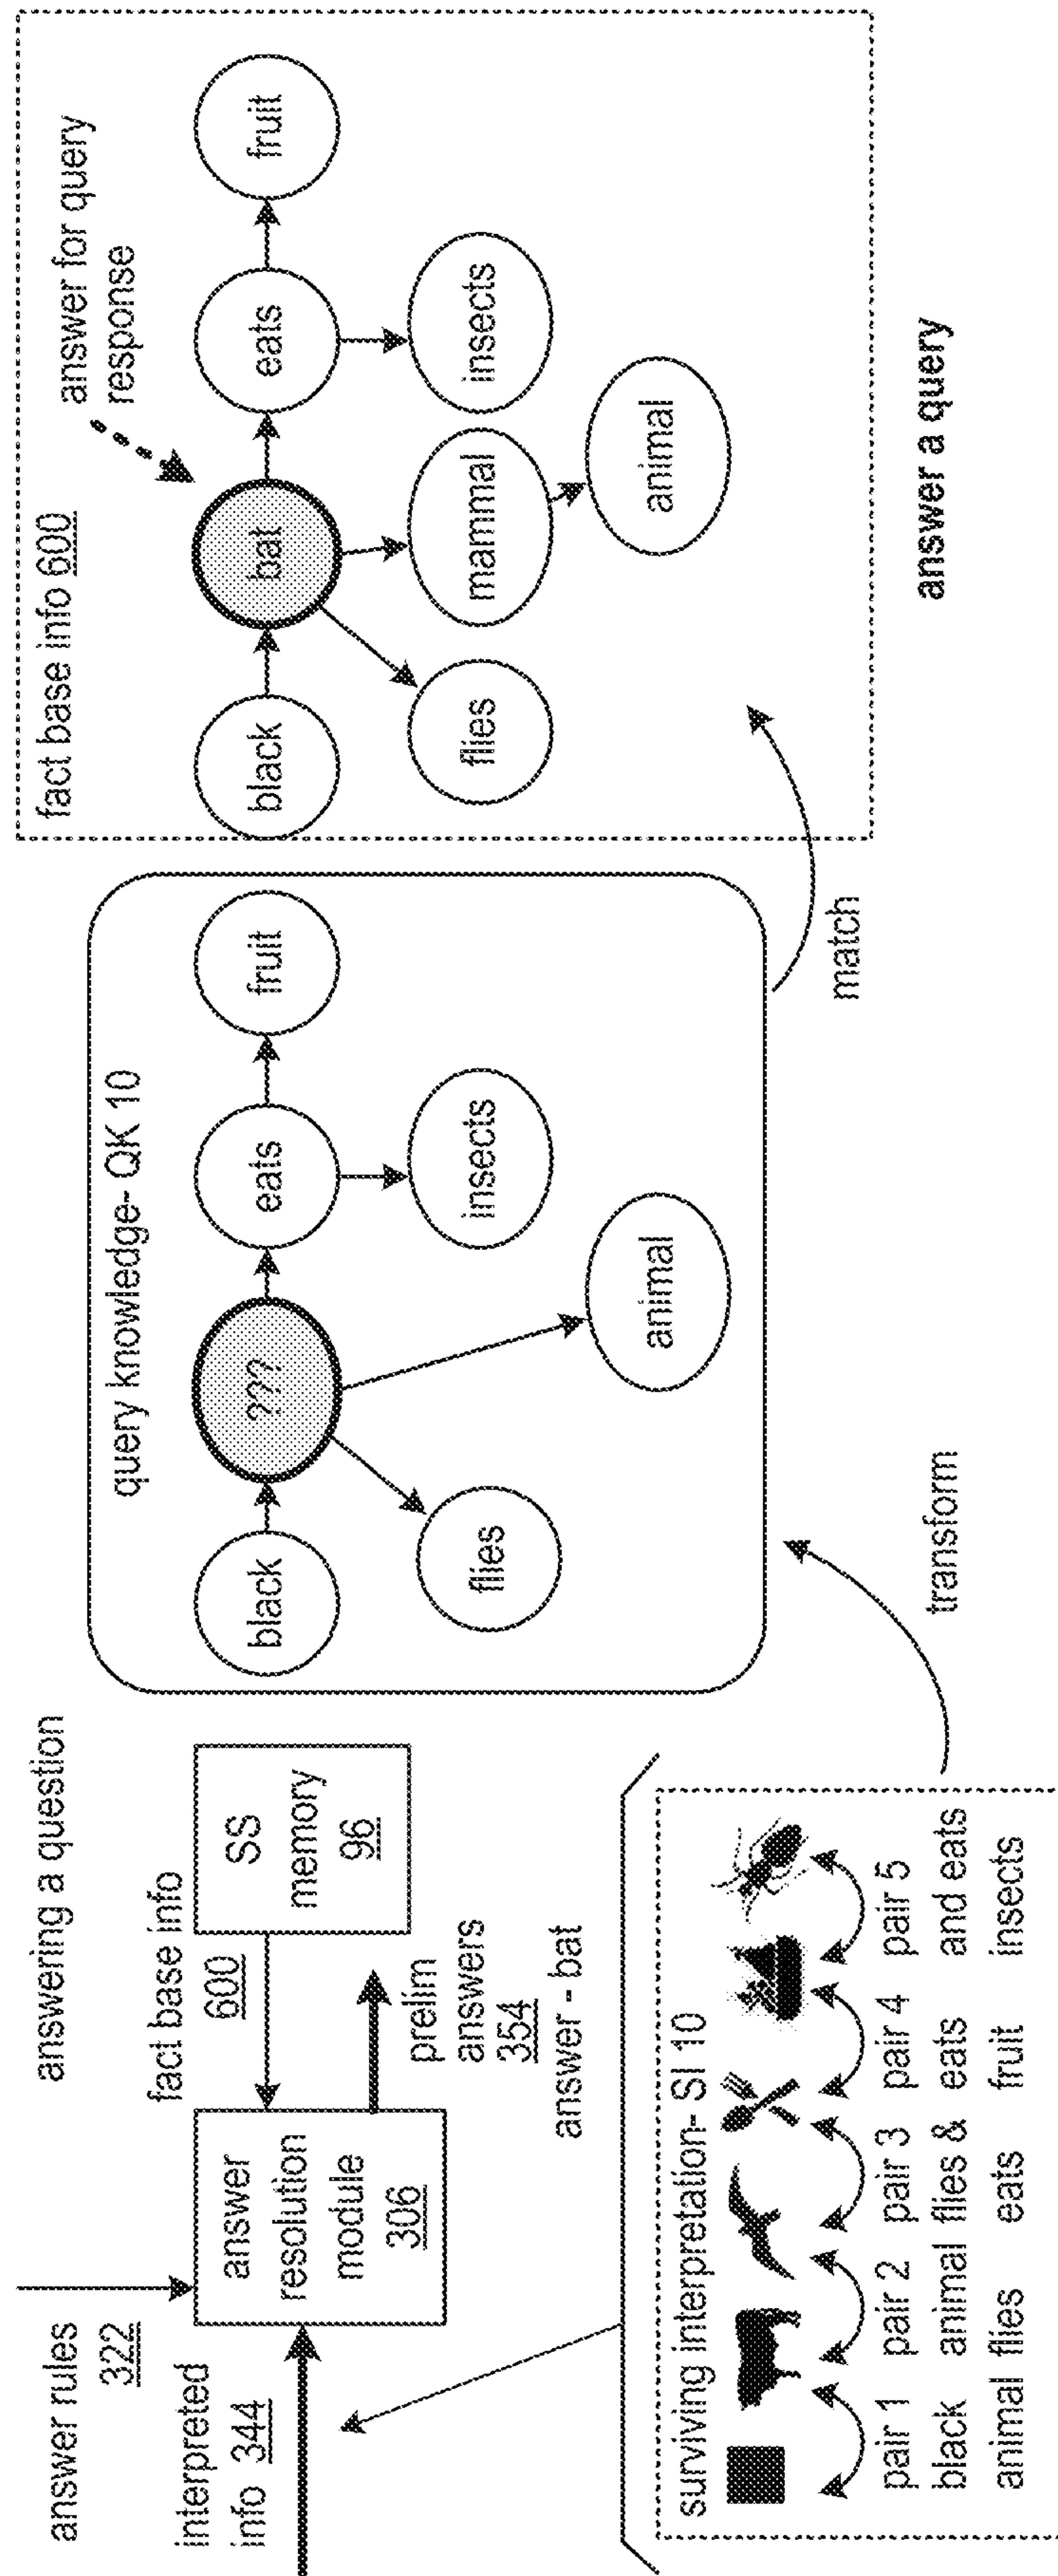 answering a question
answer rules
322
interpreted
info 344
answer
resolution
module
306
fact base info
600
SS
memory
96
prelim
answers
354
answer - bat
surviving interpretation- SI 10
pair 1 pair 2 pair 3 pair 4 pair 5
black animal flies & eats and eats
animal flies eats fruit insects
transform
query knowledge- QK 10
black
???
eats
fruit
flies
insects
animal
match
fact base info 600
answer for query
response
black
bat
eats
fruit
flies
mammal
insects
animal
answer a query